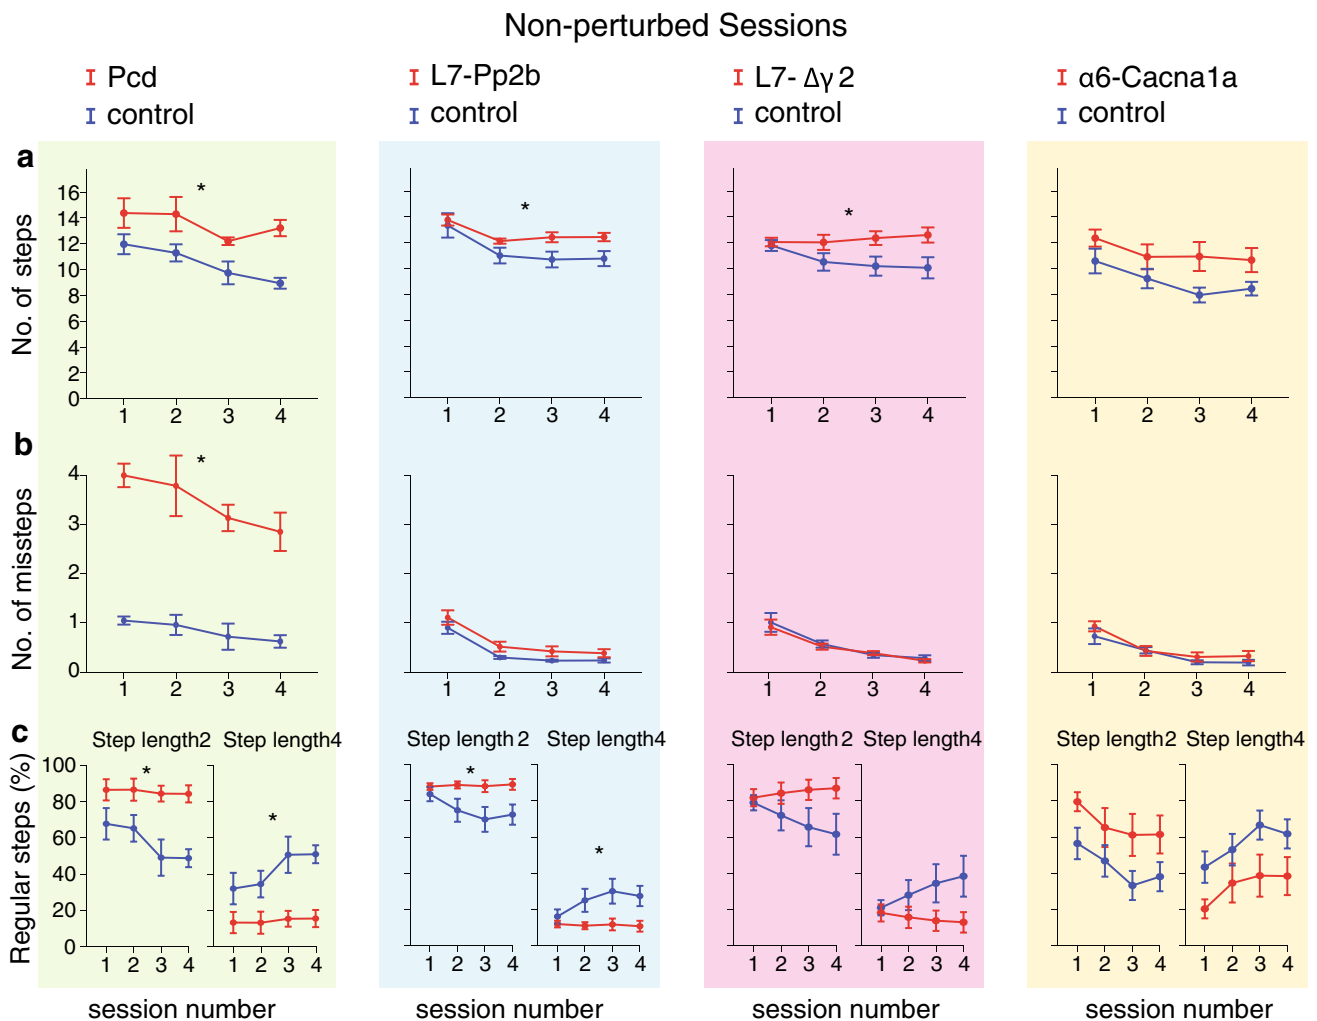 Non-perturbed Sessions
Pcd
control
L7-Pp2b
control
L7- Δγ 2
control
α6-Cacna1a
control
a
No. of steps
16
14
12
10
8
6
4
2
0
*
*
*
1 2 3 4
1 2 3 4
1 2 3 4
1 2 3 4
b
No. of missteps
4
3
2
1
0
*
1 2 3 4
1 2 3 4
1 2 3 4
1 2 3 4
c
Regular steps (%)
Step length2 Step length4
Step length 2 Step length4
Step length 2 Step length4
Step length2 Step length4
100
80
60
40
20
0
*
*
*
*
1 2 3 4 1 2 3 4
1 2 3 4 1 2 3 4
1 2 3 4 1 2 3 4
1 2 3 4 1 2 3 4
session number
session number
session number
session number